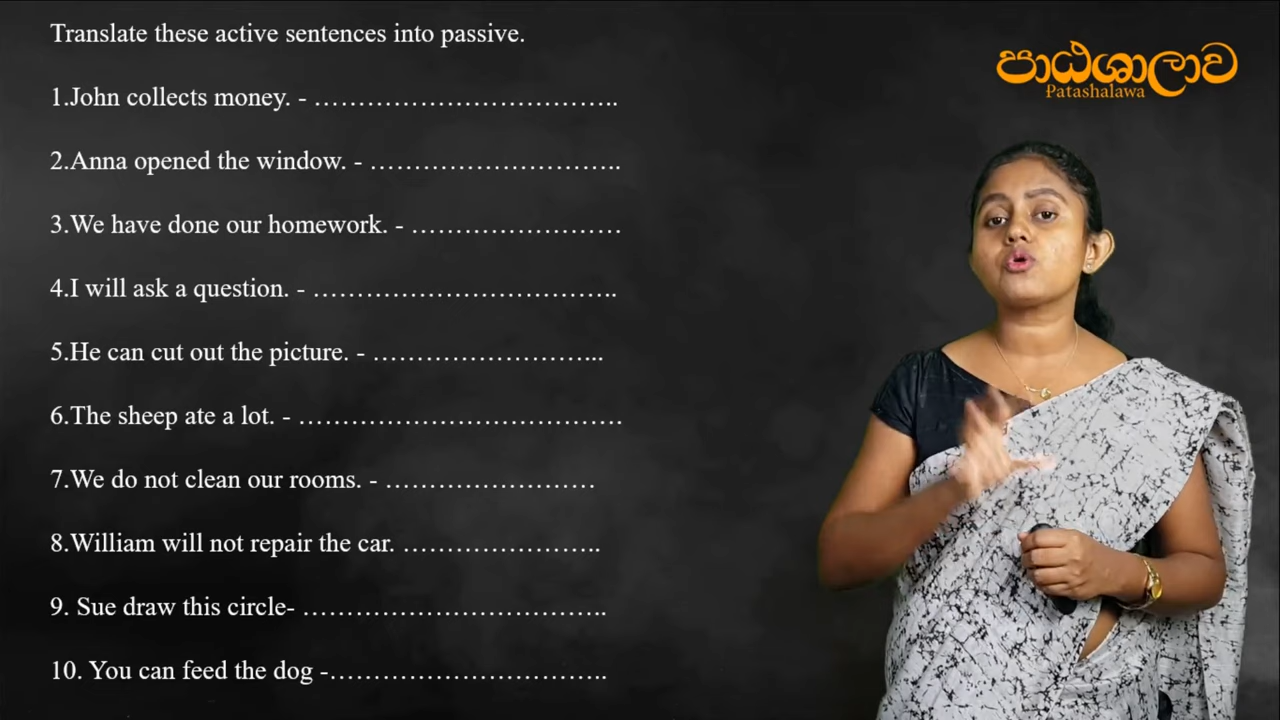 Translate these active sentences into passive.
පාඨශාලාව
Patashalawa
1.John collects money. - ……………………………..
2.Anna opened the window. - ………………………..
3.We have done our homework. - ……………………
4.I will ask a question. - ……………………………..
5.He can cut out the picture. - ……………………...
6.The sheep ate a lot. - ……………………………….
7.We do not clean our rooms. - ……………………
8.William will not repair the car. …………………..
9. Sue draw this circle- ……………………………..
10. You can feed the dog -…………………………..